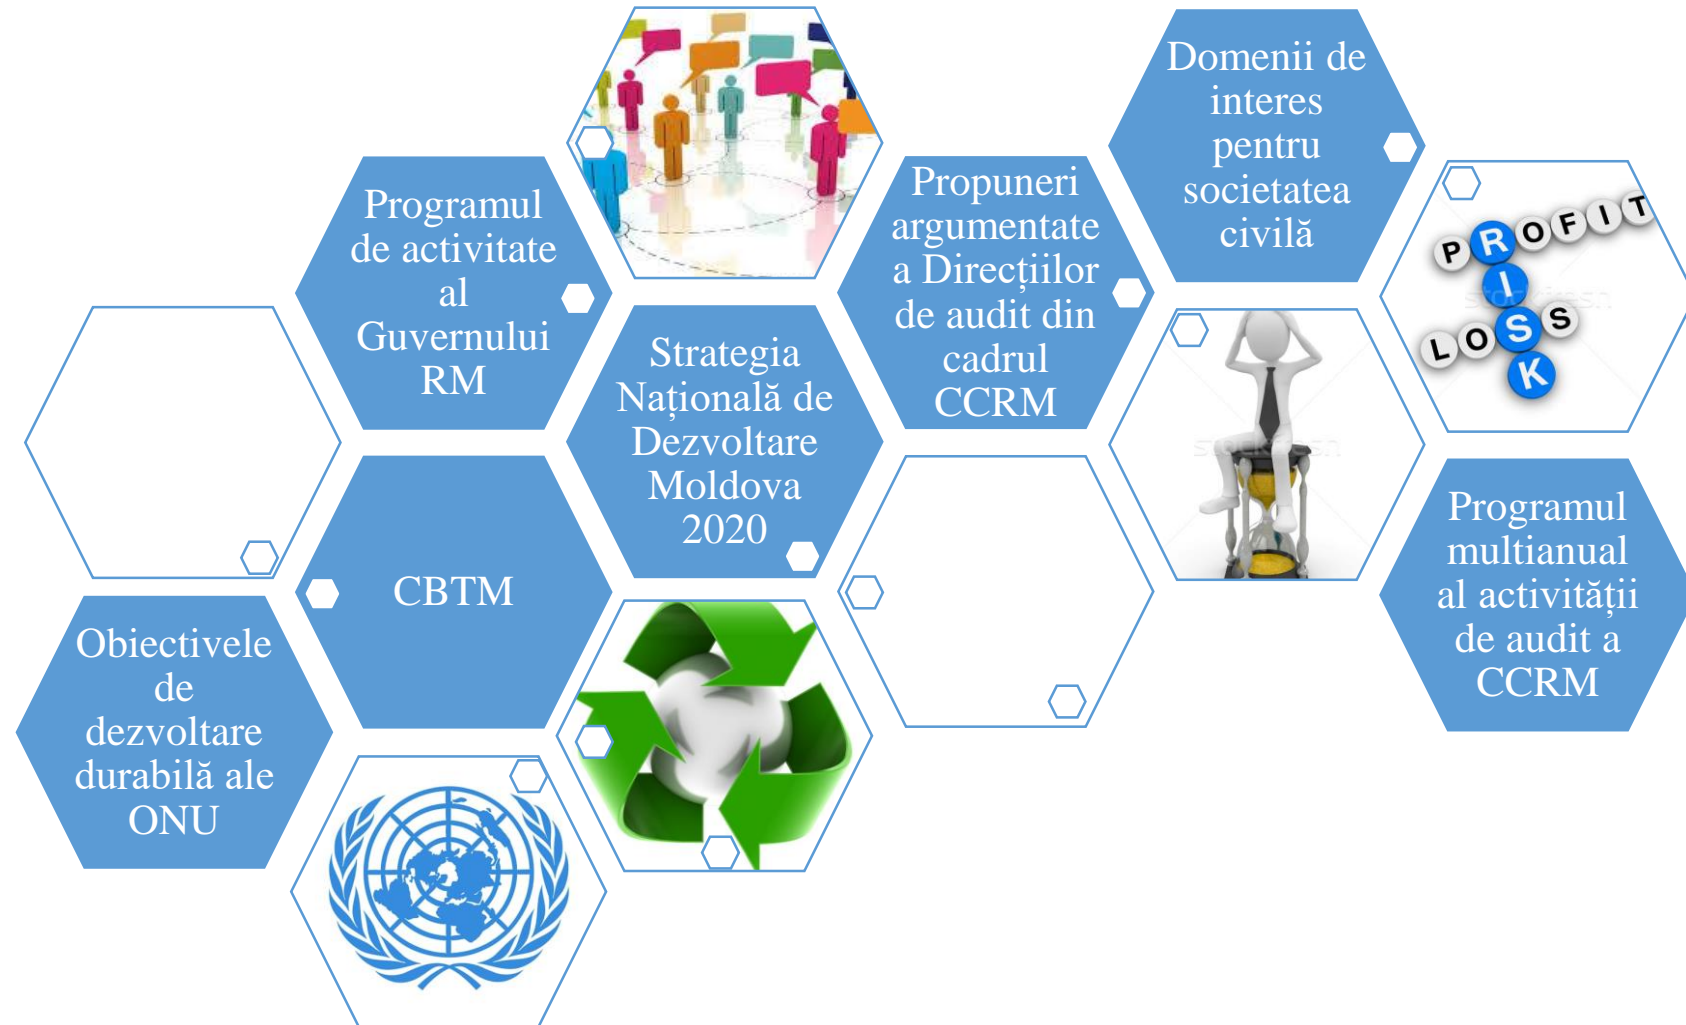 Programul
de activitate
al
Guvernului
RM
Obiectivele
de
dezvoltare
durabilă ale
ONU
CBTM
Strategia
Națională de
Dezvoltare
Moldova
2020
Propuneri
argumentate
a Direcțiilor
de audit din
cadrul
CCRM
Domenii de
interes
pentru
societatea
civilă
PROFIT
RISK
LOSS
stockfresh
stockfresh
Programul
multianual
al activității
de audit a
CCRM